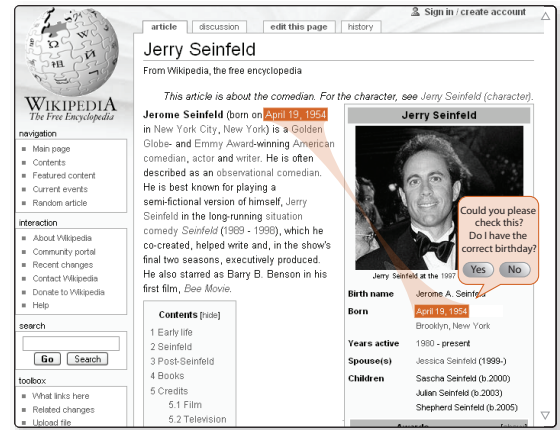 Sign in / create account
article
discussion
edit this page
history
Jerry Seinfeld
From Wikipedia, the free encyclopedia
This article is about the comedian. For the character, see Jerry Seinfeld (character).
WIKIPEDIA
The Free Encyclopedia
navigation
Main page
Contents
Featured content
Current events
Random article
interaction
About Wikipedia
Community portal
Recent changes
Contact Wikipedia
Donate to Wikipedia
Help
search
Go
Search
toolbox
What links here
Related changes
Upload file
Jerome Seinfeld (born on April 19, 1954
in New York City, New York) is a Golden
Globe- and Emmy Award-winning American
comedian, actor and writer. He is often
described as an observational comedian.
He is best known for playing a
semi-fictional version of himself, Jerry
Seinfeld in the long-running situation
comedy Seinfeld (1989 - 1998), which he
co-created, helped write and, in the show's
final two seasons, executively produced.
He also starred as Barry B. Benson in his
first film, Bee Movie.
Contents [hide]
1 Early life
2 Seinfeld
3 Post-Seinfeld
4 Books
5 Credits
5.1 Film
5.2 Television
Jerry Seinfeld
Could you please
check this?
Do I have the
correct birthday?
Yes
No
Jerry Seinfeld at the 1997
Birth name Jerome A. Seinfeld
Born April 19, 1954
Brooklyn, New York
Years active 1980 - present
Spouse(s) Jessica Seinfeld (1999-)
Children Sascha Seinfeld (b.2000)
Julian Seinfeld (b.2003)
Shepherd Seinfeld (b.2005)